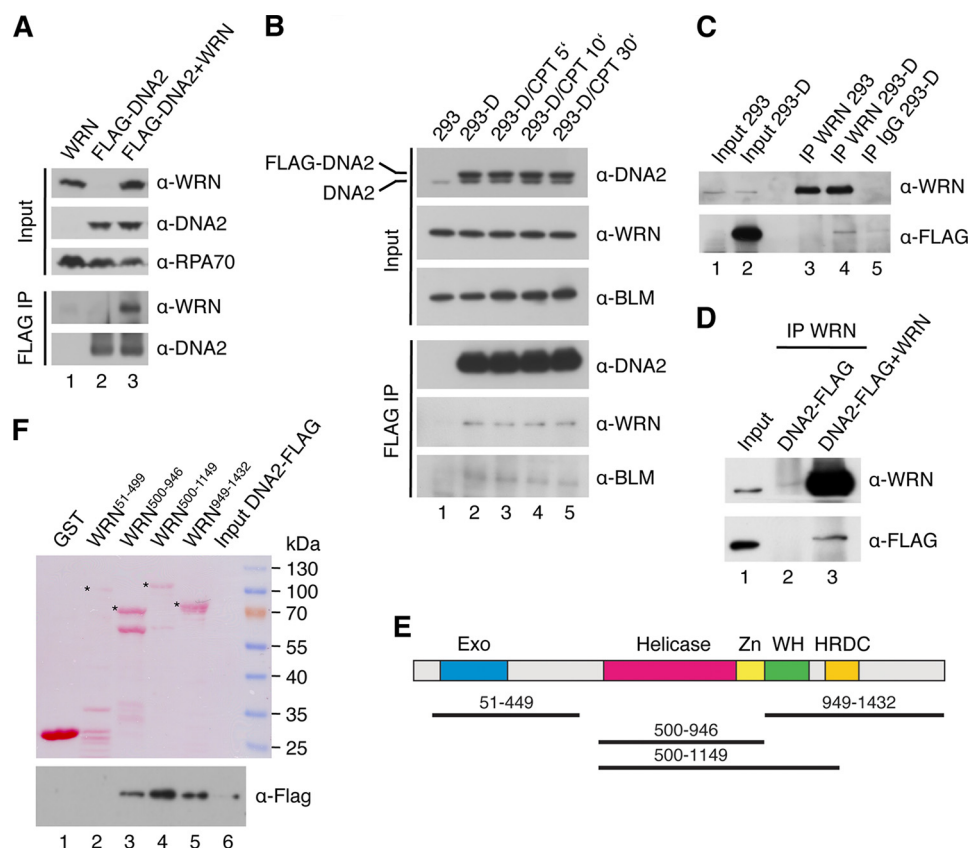 A
WRN
FLAG-DNA2
FLAG-DNA2+WRN
Input
α-WRN
α-DNA2
α-RPA70
FLAG IP
α-WRN
α-DNA2
1 2 3
B
293
293-D
293-D/CPT 5‘
293-D/CPT 10‘
293-D/CPT 30‘
FLAG-DNA2
DNA2
Input
α-DNA2
α-WRN
α-BLM
FLAG IP
α-DNA2
α-WRN
α-BLM
1 2 3 4 5
C
Input 293
Input 293-D
IP WRN 293
IP WRN 293-D
IP IgG 293-D
α-WRN
α-FLAG
1 2 3 4 5
D
IP WRN
Input
DNA2-FLAG
DNA2-FLAG+WRN
α-WRN
α-FLAG
1 2 3
F
GST
WRN51-499
WRN500-946
WRN500-1149
WRN949-1432
Input DNA2-FLAG
kDa
130
100
70
55
40
35
25
* * * *
α-Flag
1 2 3 4 5 6
E
Exo Helicase Zn WH HRDC
51-449 949-1432
500-946
500-1149